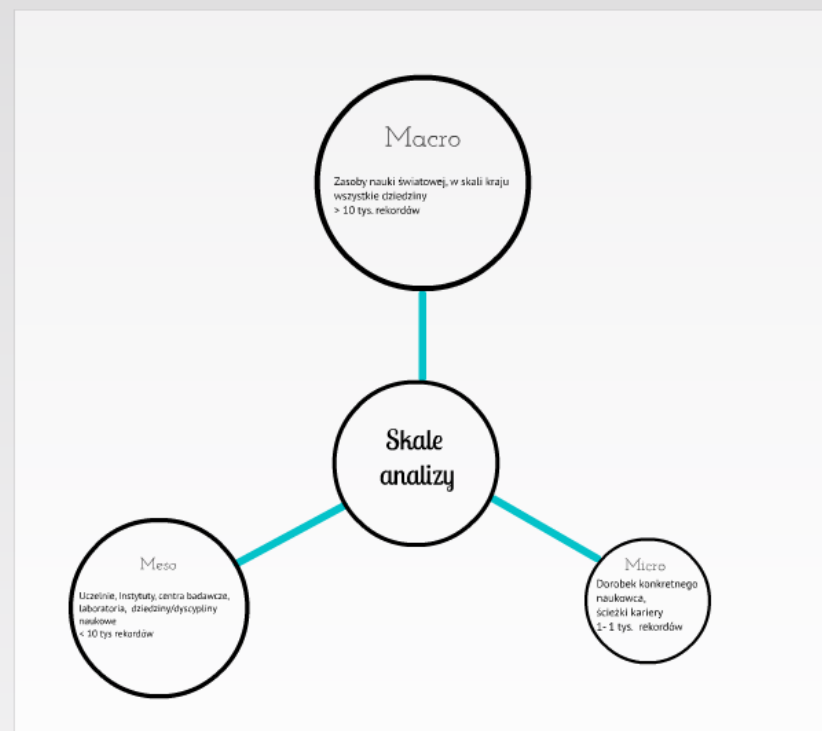 Macro
Zasoby nauki światowej, w skali kraju
wszystkie dziedziny
> 10 tys. rekordów
Skale
analizy
Meso
Uczelnie, Instytuty, centra badawcze,
laboratoria, dziedziny/dyscypliny
naukowe
< 10 tys rekordów
Micro
Dorobek konkretnego
naukowca,
ścieżki kariery
1- 1 tys. rekordów